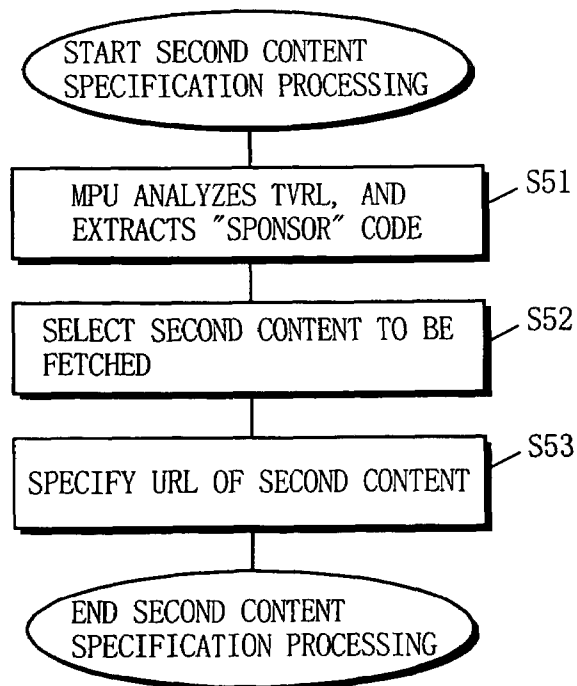 START SECOND CONTENT
SPECIFICATION PROCESSING
MPU ANALYZES TVRL, AND
EXTRACTS "SPONSOR" CODE
S51
SELECT SECOND CONTENT TO BE
FETCHED
S52
SPECIFY URL OF SECOND CONTENT
S53
END SECOND CONTENT
SPECIFICATION PROCESSING